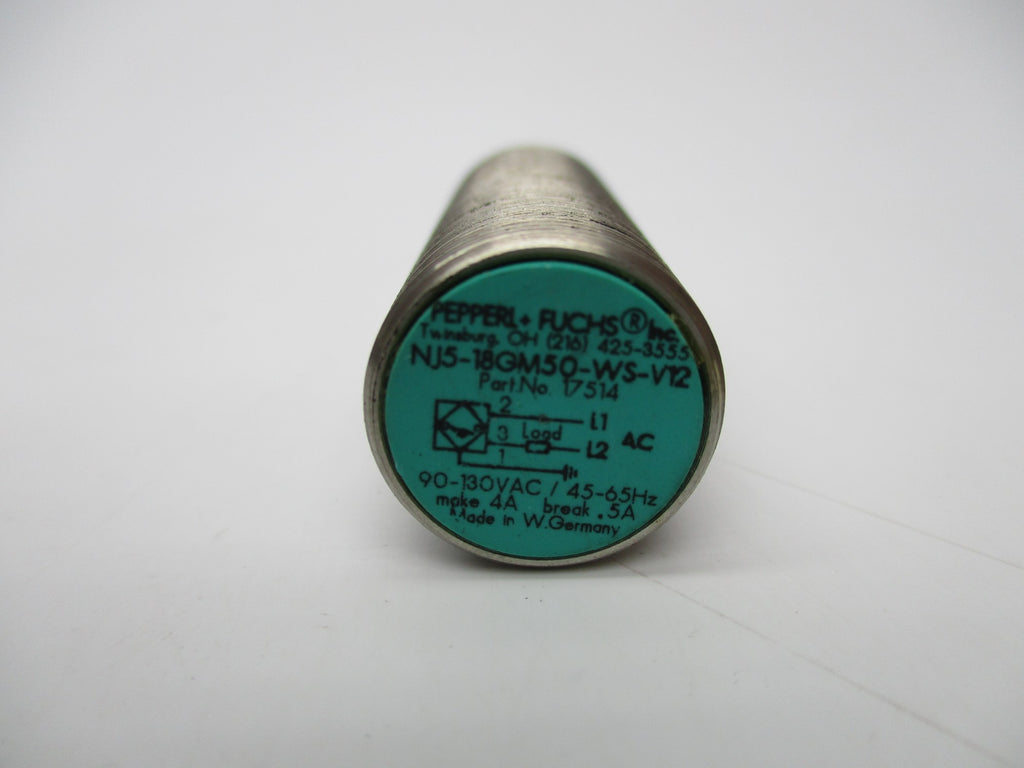 PEPPERL+FUCHS® Inc.
Twinsburg, OH (216) 425-3555
NJ5-18GM50-WS-V12
Part.No. 17514
2 L1
3 Load L2 AC
1
90-130VAC / 45-65Hz
make 4A break .5A
Made in W.Germany